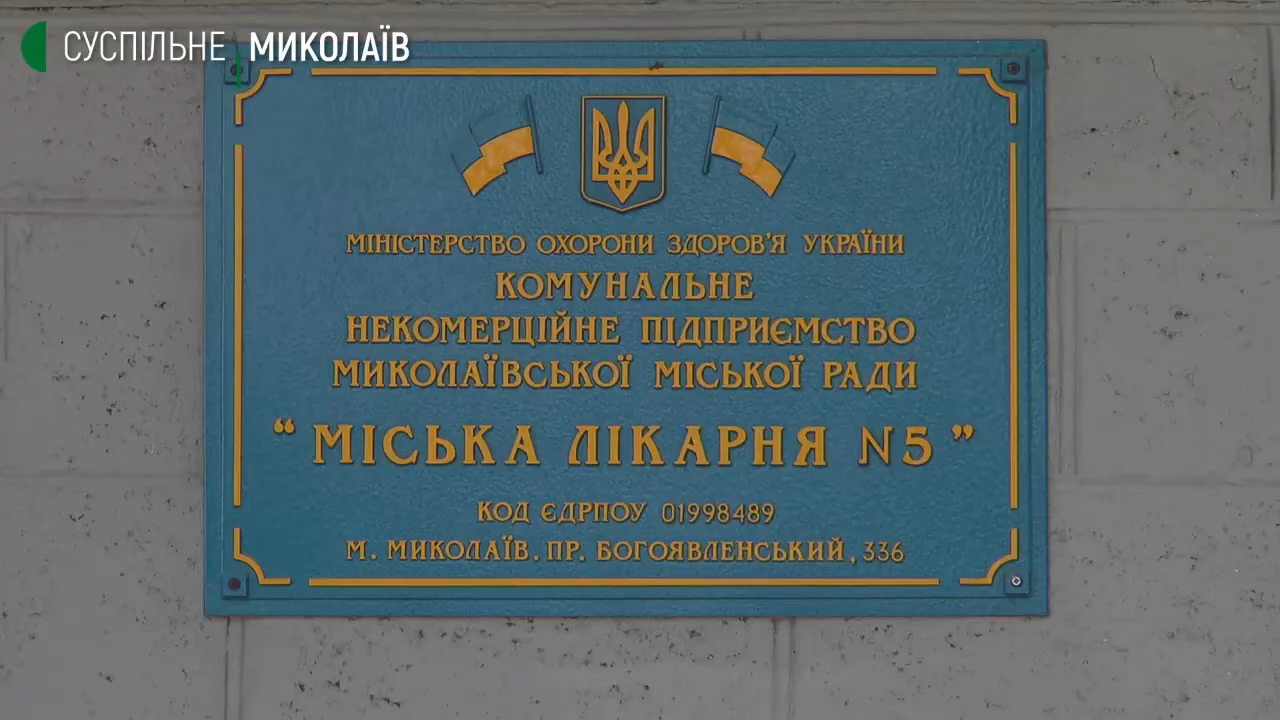 СУСПІЛЬНЕ МИКОЛАЇВ
МІНІСТЕРСТВО ОХОРОНИ ЗДОРОВ'Я УКРАЇНИ
КОМУНАЛЬНЕ
НЕКОМЕРЦІЙНЕ ПІДПРИЄМСТВО
МИКОЛАЇВСЬКОЇ МІСЬКОЇ РАДИ
“ МІСЬКА ЛІКАРНЯ N5 ”
КОД ЄДРПОУ 01998489
М. МИКОЛАЇВ. ПР. БОГОЯВЛЕНСЬКИЙ, 336